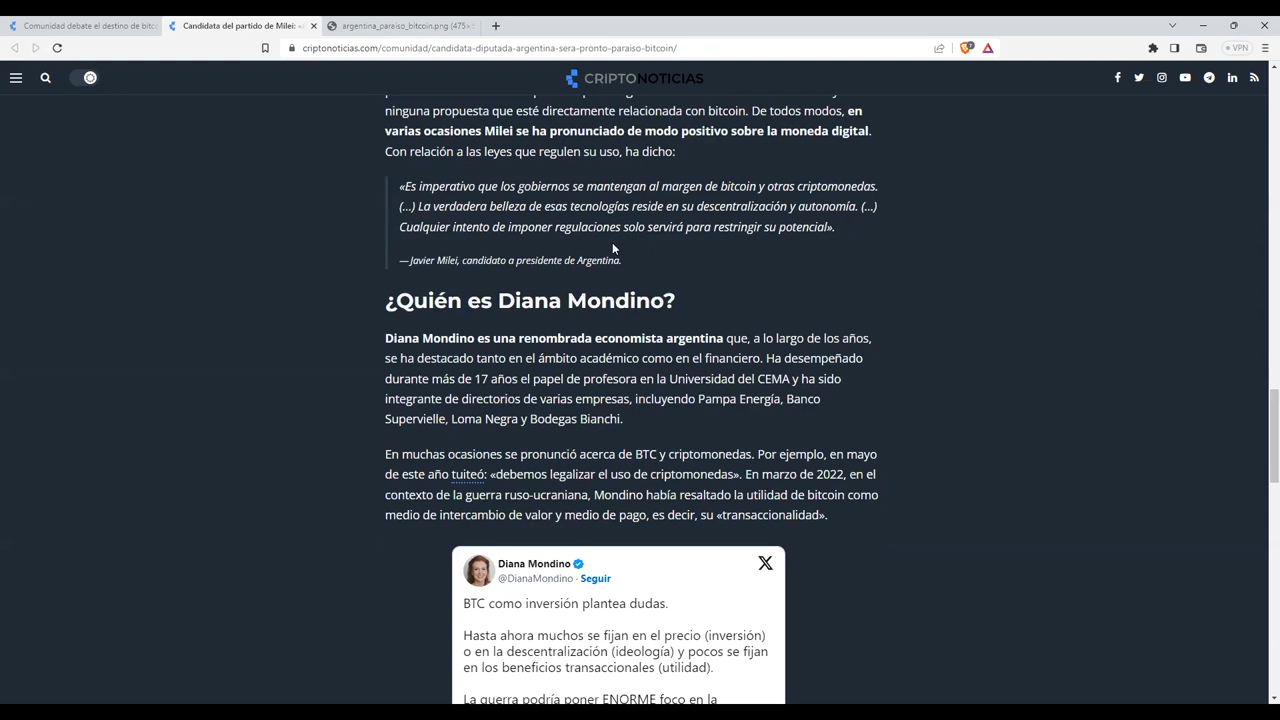 Comunidad debate el destino de bitc
Candidata del partido de Milei: «A
argentina_paraiso_bitcoin.png (475×
criptonoticias.com/comunidad/candidata-diputada-argentina-sera-pronto-paraiso-bitcoin/
VPN
CRIPTONOTICIAS
ninguna propuesta que esté directamente relacionada con bitcoin. De todos modos, en
varias ocasiones Milei se ha pronunciado de modo positivo sobre la moneda digital.
Con relación a las leyes que regulen su uso, ha dicho:
«Es imperativo que los gobiernos se mantengan al margen de bitcoin y otras criptomonedas.
(...) La verdadera belleza de esas tecnologías reside en su descentralización y autonomía. (...)
Cualquier intento de imponer regulaciones solo servirá para restringir su potencial».
— Javier Milei, candidato a presidente de Argentina.
¿Quién es Diana Mondino?
Diana Mondino es una renombrada economista argentina que, a lo largo de los años,
se ha destacado tanto en el ámbito académico como en el financiero. Ha desempeñado
durante más de 17 años el papel de profesora en la Universidad del CEMA y ha sido
integrante de directorios de varias empresas, incluyendo Pampa Energía, Banco
Supervielle, Loma Negra y Bodegas Bianchi.
En muchas ocasiones se pronunció acerca de BTC y criptomonedas. Por ejemplo, en mayo
de este año tuiteó: «debemos legalizar el uso de criptomonedas». En marzo de 2022, en el
contexto de la guerra ruso-ucraniana, Mondino había resaltado la utilidad de bitcoin como
medio de intercambio de valor y medio de pago, es decir, su «transaccionalidad».
Diana Mondino
@DianaMondino · Seguir
BTC como inversión plantea dudas.
Hasta ahora muchos se fijan en el precio (inversión)
o en la descentralización (ideología) y pocos se fijan
en los beneficios transaccionales (utilidad).
La guerra podría poner ENORME foco en la